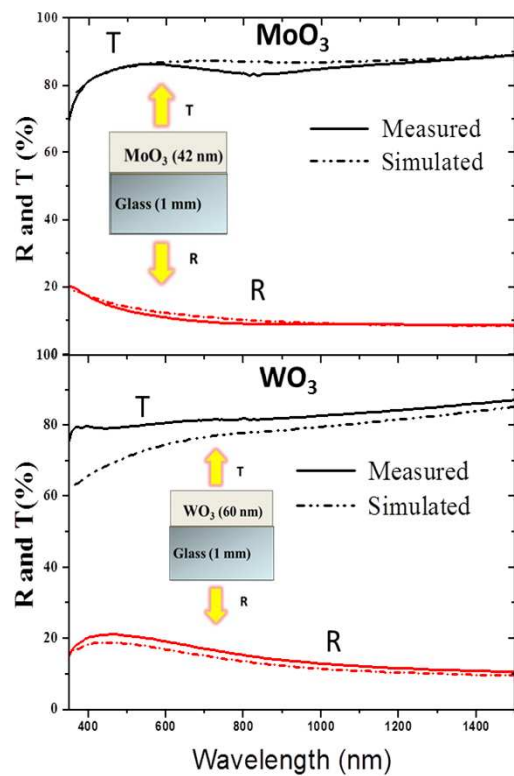 MoO3
T
100
80
60
40
20
R and T (%)
T
MoO3 (42 nm)
Glass (1 mm)
R
Measured
Simulated
R
WO3
T
100
80
60
40
20
0
R and T(%)
T
WO3 (60 nm)
Glass (1 mm)
R
Measured
Simulated
R
400 600 800 1000 1200 1400
Wavelength (nm)